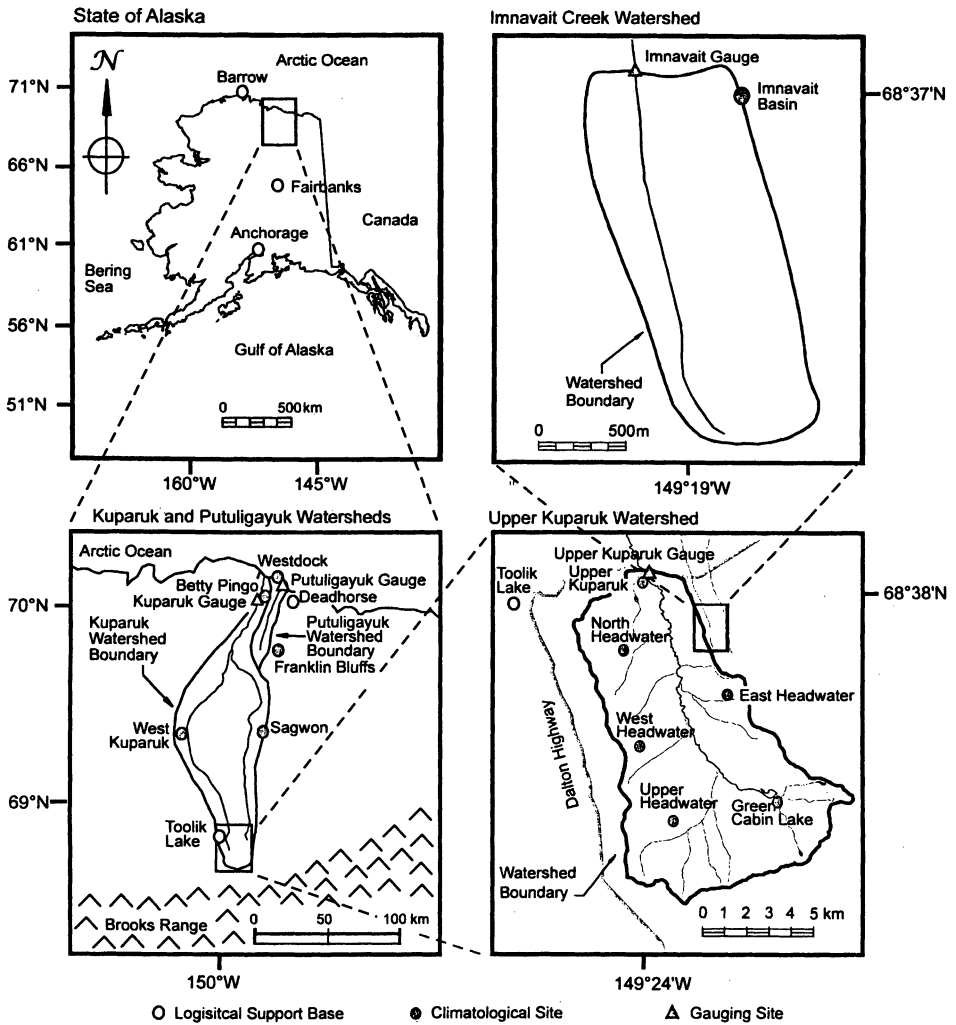 State of Alaska
N
Arctic Ocean
Barrow
71°N
66°N
Fairbanks
Canada
61°N
Anchorage
Bering
Sea
56°N
Gulf of Alaska
51°N
0 500km
160°W 145°W
Imnavait Creek Watershed
Imnavait Gauge
Imnavait
Basin
68°37'N
Watershed
Boundary
0 500m
149°19'W
Kuparuk and Putuligayuk Watersheds
Arctic Ocean
Westdock
Betty Pingo
Putuligayuk Gauge
Kuparuk Gauge
Deadhorse
70°N
Kuparuk
Watershed
Boundary
Putuligayuk
Watershed
Boundary
Franklin Bluffs
West
Kuparuk
Sagwon
69°N
Toolik
Lake
Brooks Range
0 50 100 km
150°W
Upper Kuparuk Watershed
Upper Kuparuk Gauge
Toolik
Lake
Upper
Kuparuk
68°38'N
North
Headwater
East Headwater
West
Headwater
Dalton Highway
Upper
Headwater
Green
Cabin Lake
Watershed
Boundary
0 1 2 3 4 5 km
149°24'W
Logisitcal Support Base Climatological Site Gauging Site